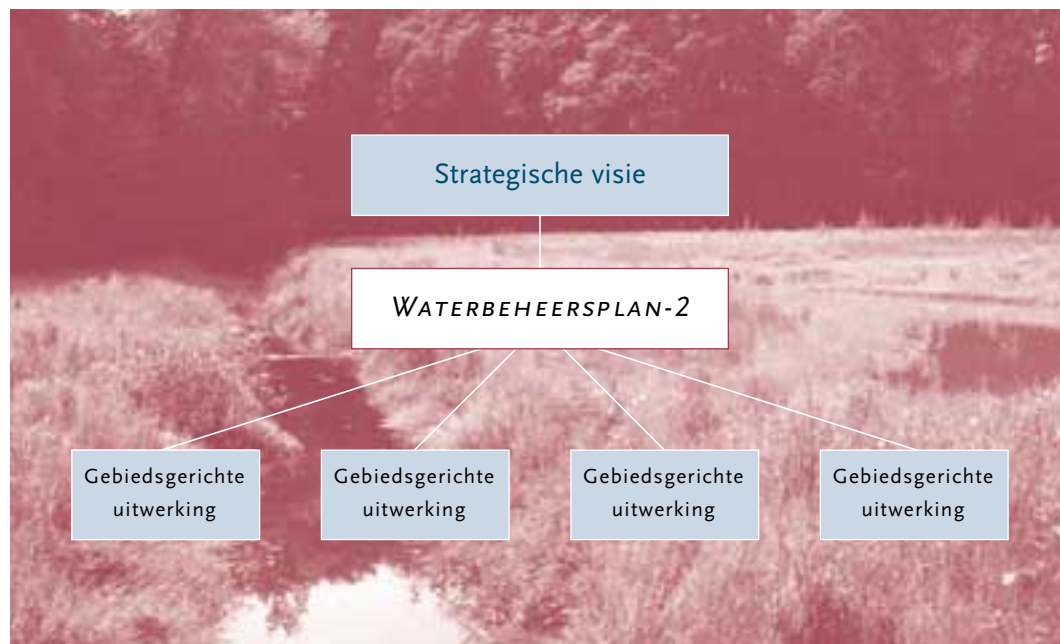 Strategische visie
WATERBEHEERSPLAN-2
Gebiedsgerichte
uitwerking
Gebiedsgerichte
uitwerking
Gebiedsgerichte
uitwerking
Gebiedsgerichte
uitwerking